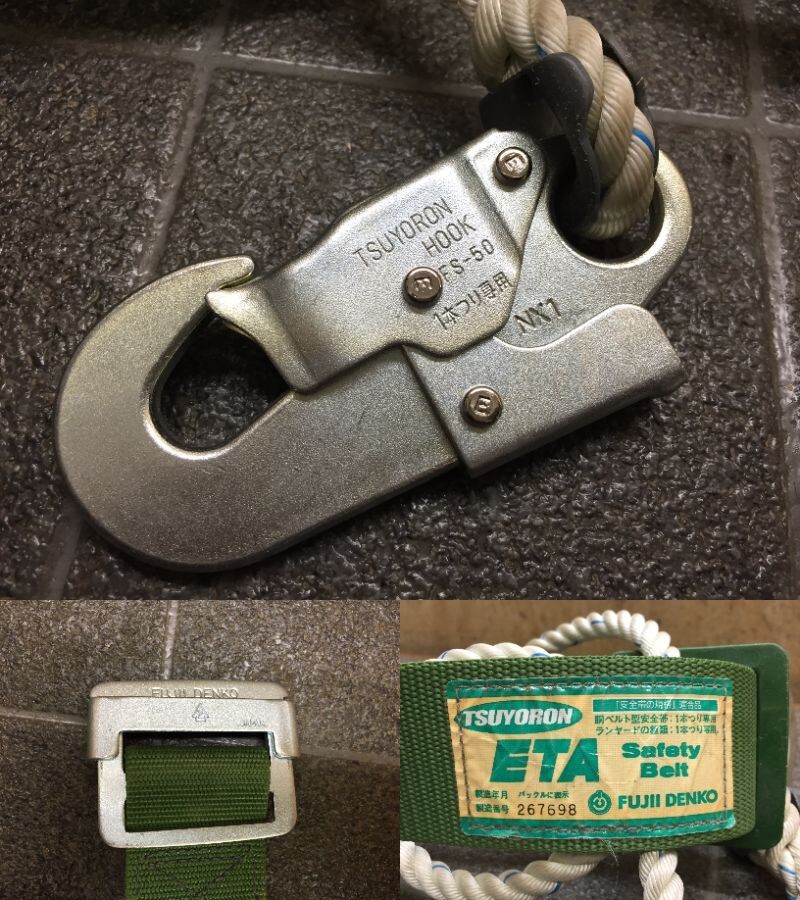 TSUYORON
HOOK
FS-50
1本つり専用
NX1
FUJII DENKO
TSUYORON
「安全帯の規格」適合品
胴ベルト型安全帯:1本つり専用
ランヤードの種類:1本つり専用
ETA Safety
Belt
製造年月 バックルに表示
製造番号 267698
FUJII DENKO